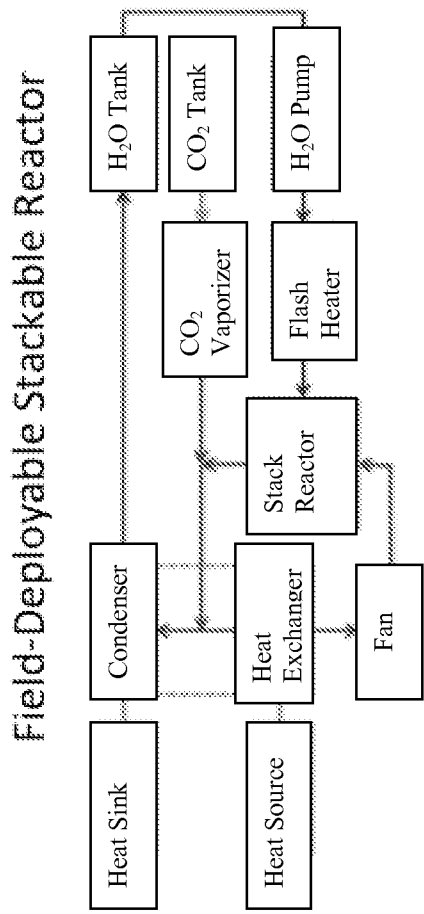 Field-Deployable Stackable Reactor
Heat Sink
Condenser
H₂O Tank
CO₂ Tank
CO₂
Vaporizer
Heat Source
Heat
Exchanger
Stack
Reactor
Flash
Heater
H₂O Pump
Fan